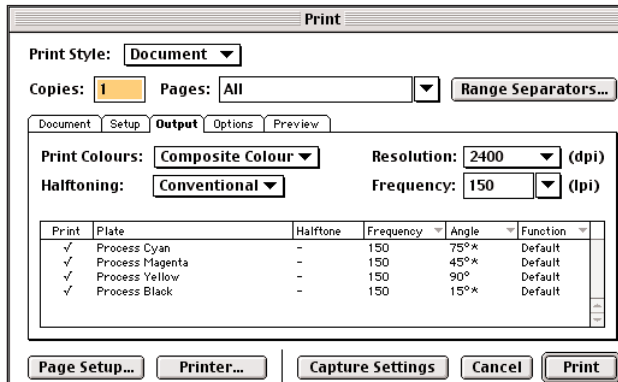 Print
Print Style: Document
Copies: 1 Pages: All Range Separators...
Document Setup Output Options Preview
Print Colours: Composite Colour Resolution: 2400 (dpi)
Halftoning: Conventional Frequency: 150 (lpi)
Print Plate Halftone Frequency Angle Function
✓ Process Cyan - 150 75°* Default
✓ Process Magenta - 150 45°* Default
✓ Process Yellow - 150 90° Default
✓ Process Black - 150 15°* Default
Page Setup... Printer... Capture Settings Cancel Print